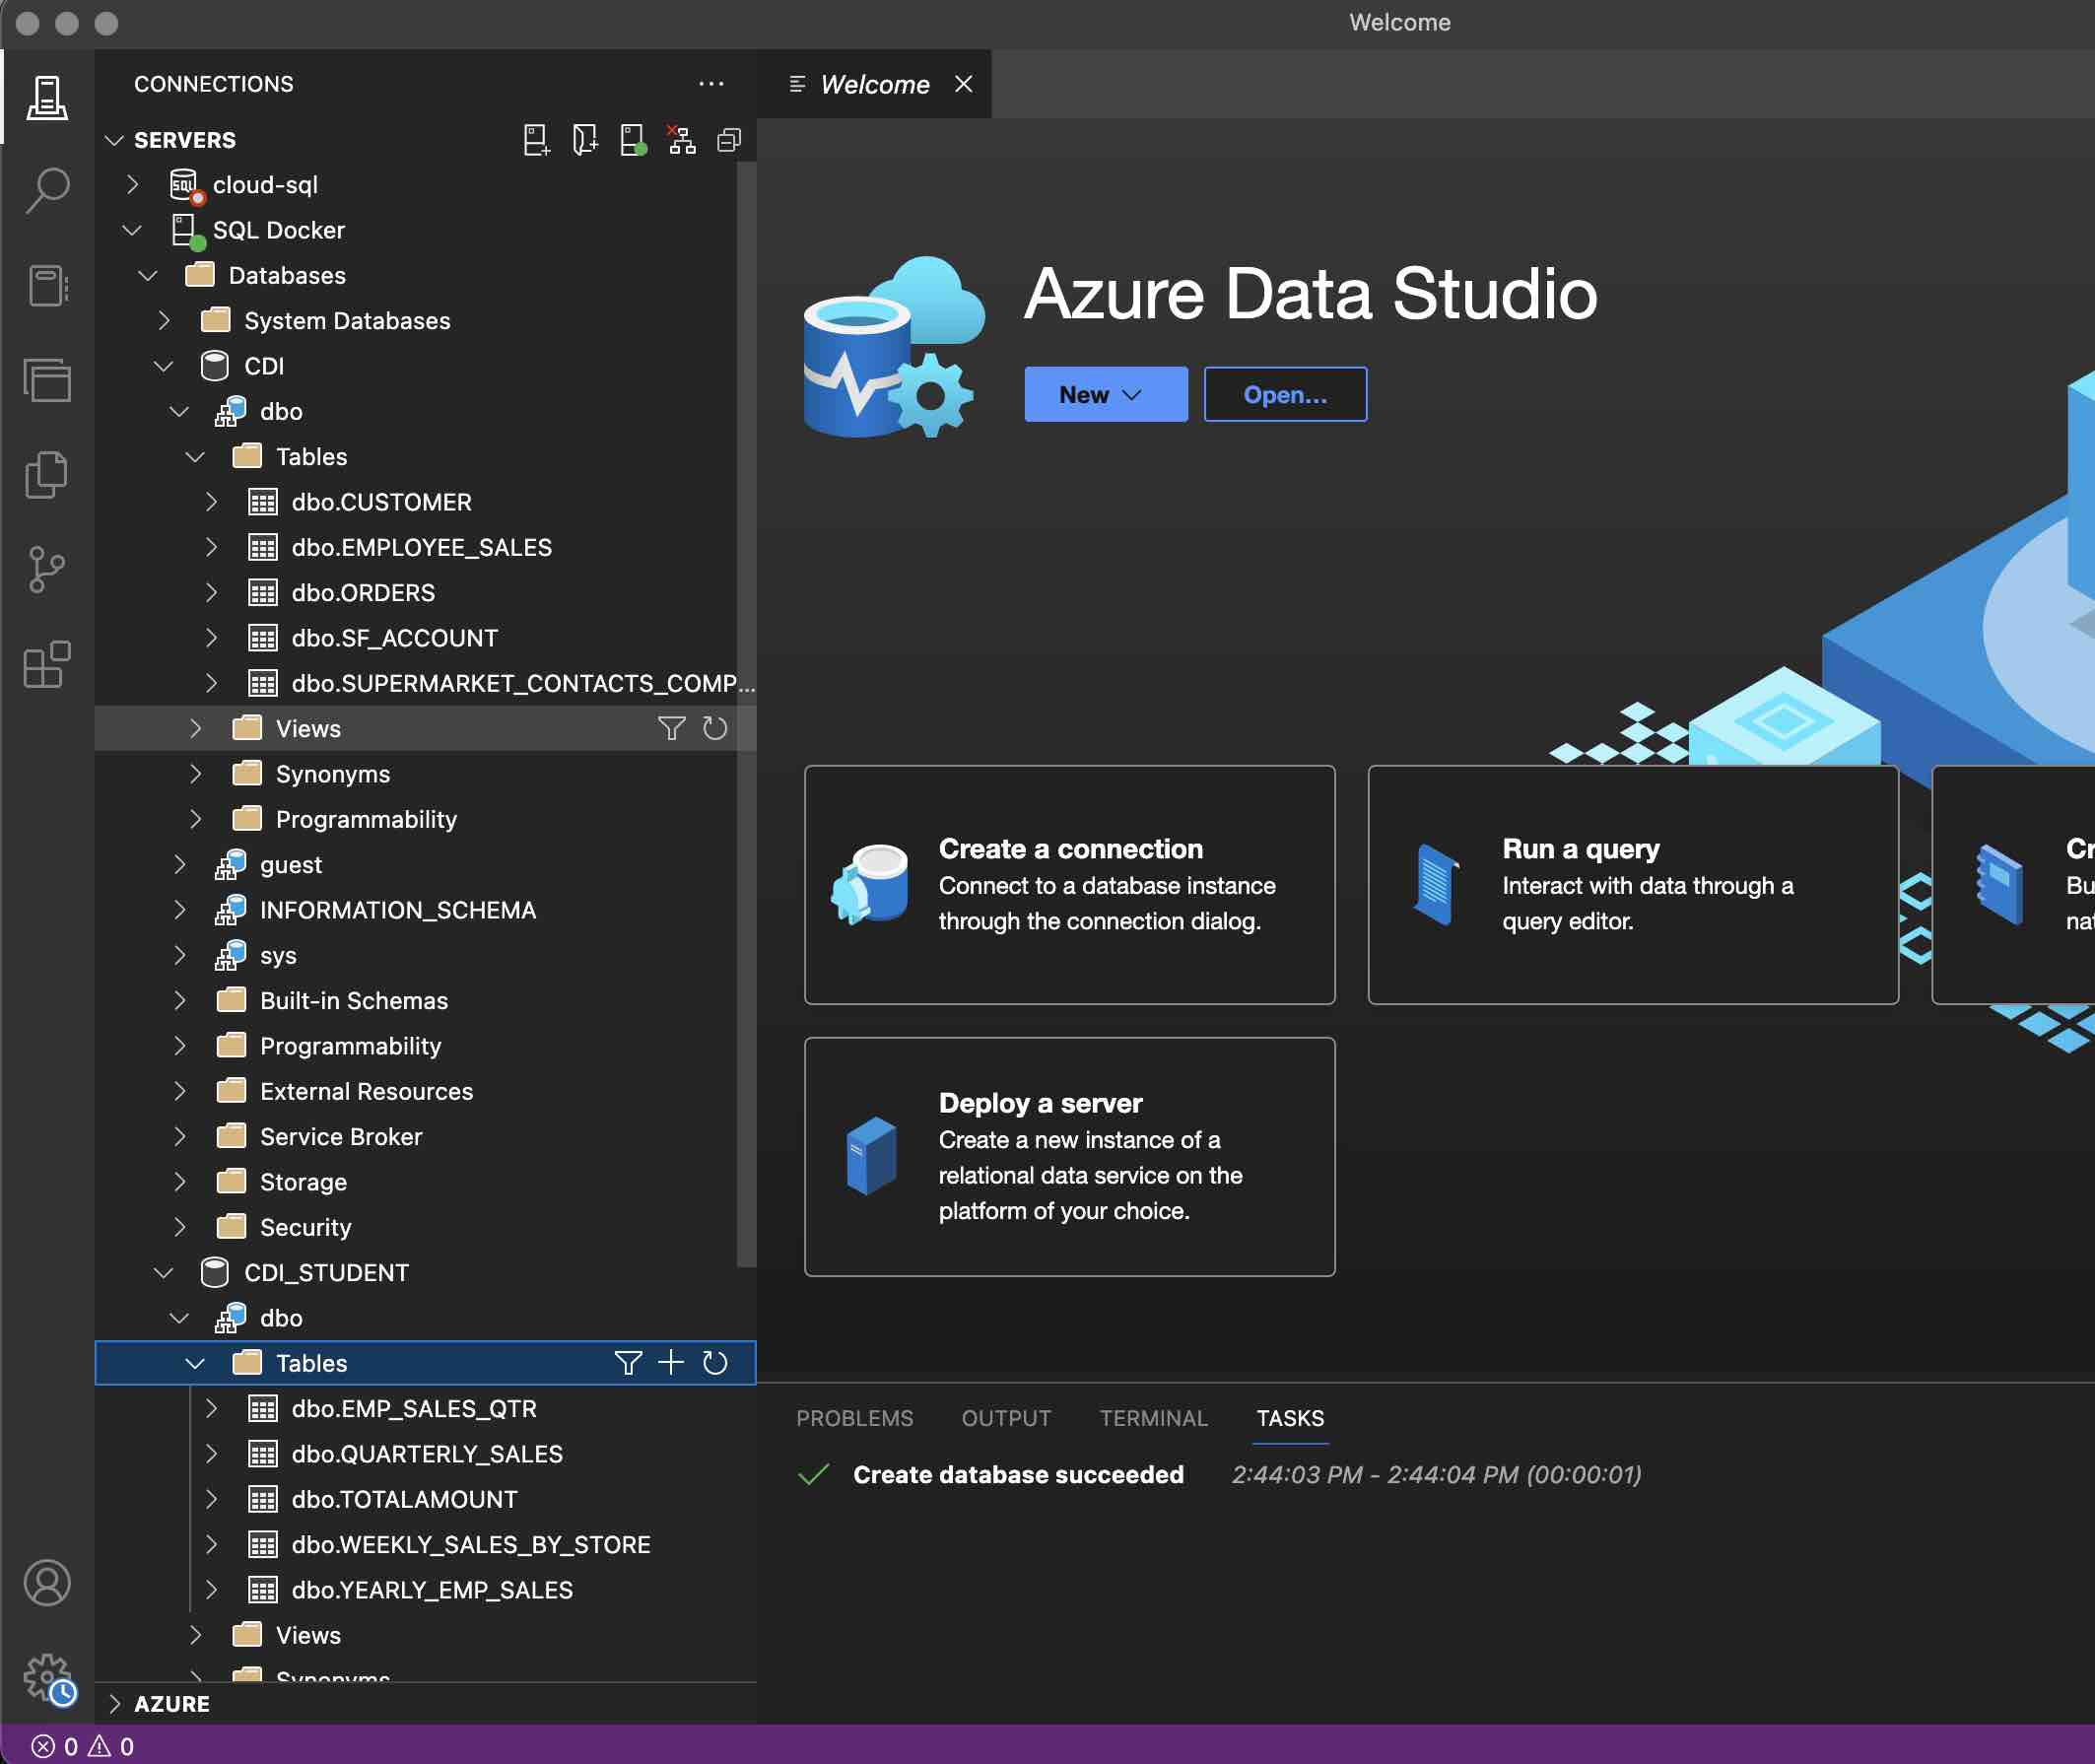 Welcome
CONNECTIONS
Welcome
SERVERS
cloud-sql
SQL Docker
Databases
System Databases
CDI
dbo
Tables
dbo.CUSTOMER
dbo.EMPLOYEE_SALES
dbo.ORDERS
dbo.SF_ACCOUNT
dbo.SUPERMARKET_CONTACTS_COMP...
Views
Synonyms
Programmability
guest
INFORMATION_SCHEMA
sys
Built-in Schemas
Programmability
External Resources
Service Broker
Storage
Security
CDI_STUDENT
dbo
Tables
dbo.EMP_SALES_QTR
dbo.QUARTERLY_SALES
dbo.TOTALAMOUNT
dbo.WEEKLY_SALES_BY_STORE
dbo.YEARLY_EMP_SALES
Views
Synonyms
AZURE
Azure Data Studio
New
Open...
Create a connection
Connect to a database instance
through the connection dialog.
Run a query
Interact with data through a
query editor.
Cr
Bu
nat
Deploy a server
Create a new instance of a
relational data service on the
platform of your choice.
PROBLEMS OUTPUT TERMINAL TASKS
Create database succeeded 2:44:03 PM - 2:44:04 PM (00:00:01)
0 0